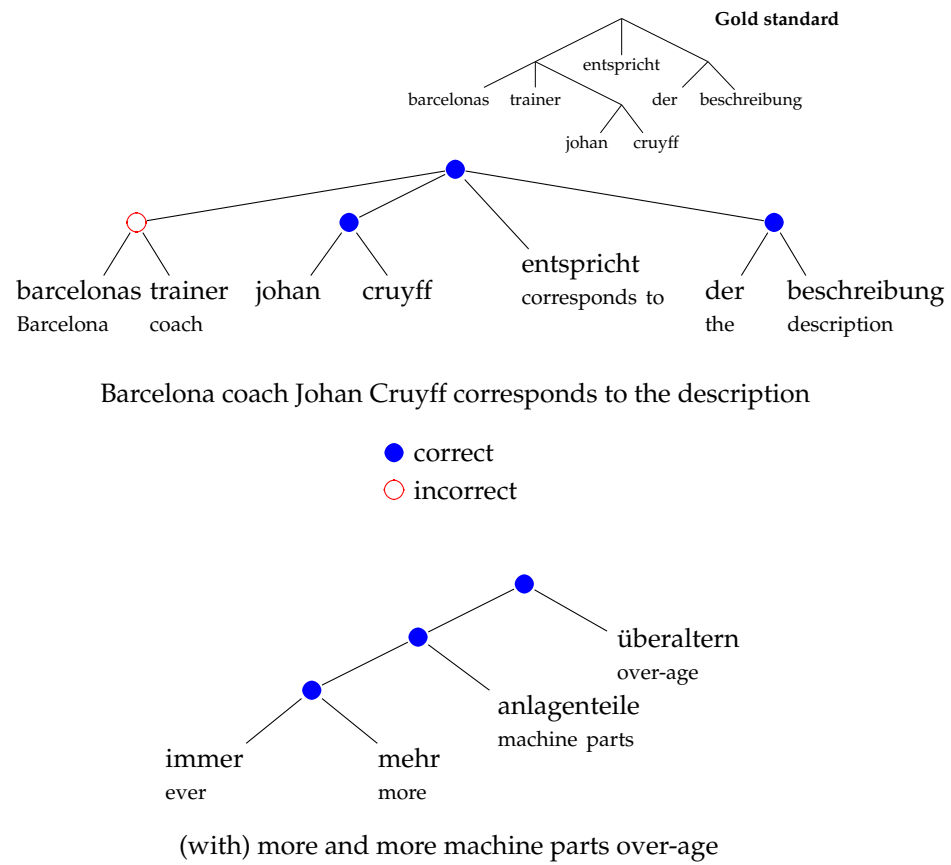 Gold standard
entspricht
barcelonas trainer der beschreibung
johan cruyff
entspricht
corresponds to
barcelonas trainer johan cruyff der beschreibung
Barcelona coach the description
Barcelona coach Johan Cruyff corresponds to the description
correct
incorrect
überaltern
over-age
anlagenteile
machine parts
immer mehr
ever more
(with) more and more machine parts over-age